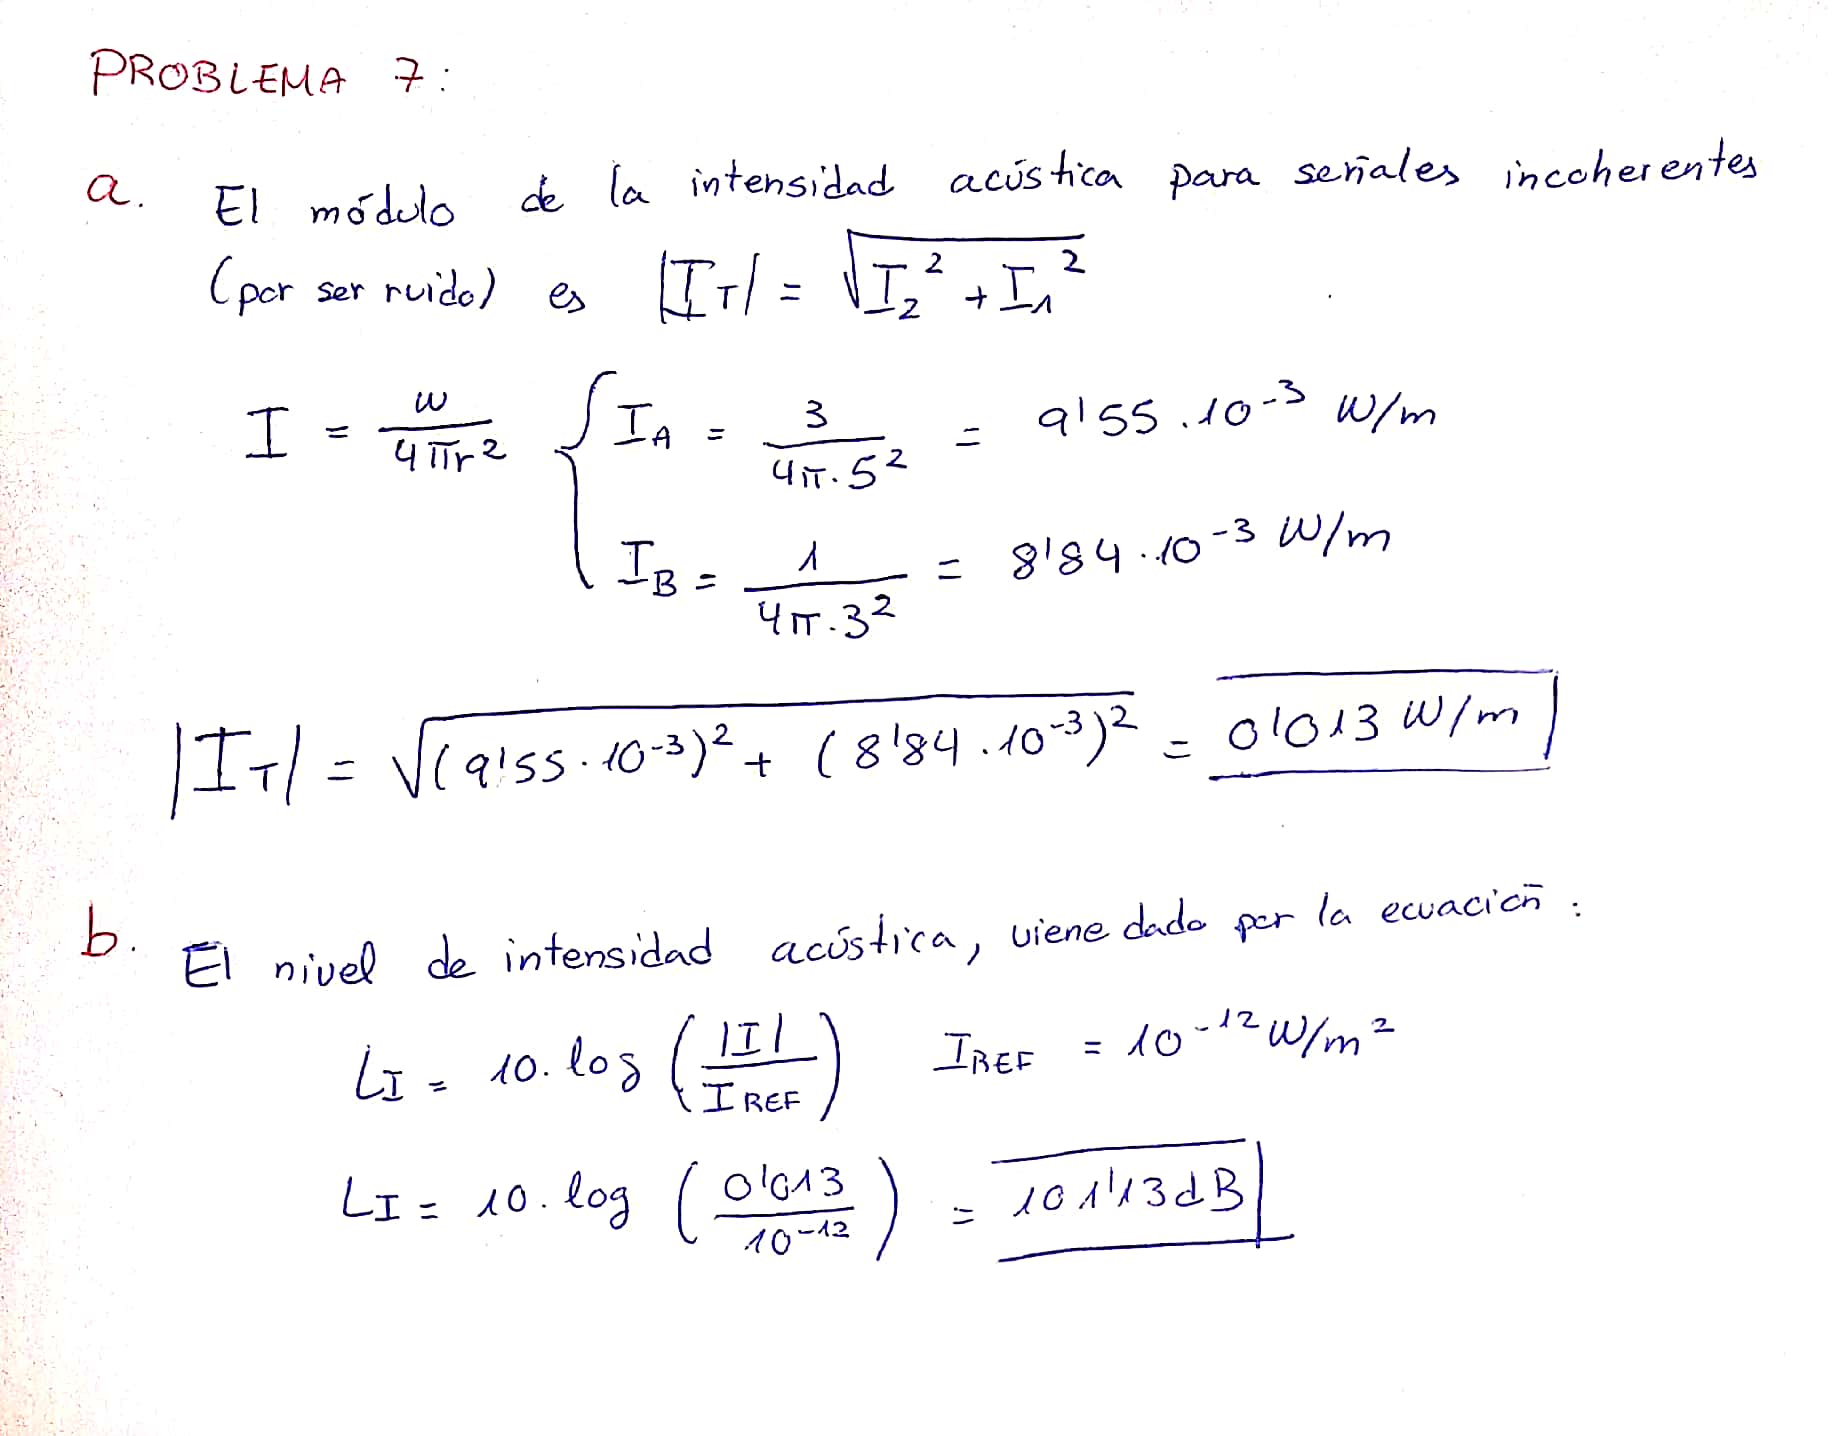 PROBLEMA 7:
a. El módulo de la intensidad acústica para señales incoherentes
(por ser ruido) es |I_T| = √(I_2² + I_1²)
I = w / 4πr² { I_A = 3 / 4π·5² = 9'55·10⁻³ W/m
I_B = 1 / 4π·3² = 8'84·10⁻³ W/m
|I_T| = √((9'55·10⁻³)² + (8'84·10⁻³)²) = 0'013 W/m
b. El nivel de intensidad acústica, viene dado por la ecuación:
L_I = 10·log (|I| / I_REF) I_REF = 10⁻¹² W/m²
L_I = 10·log (0'013 / 10⁻¹²) = 101'13 dB